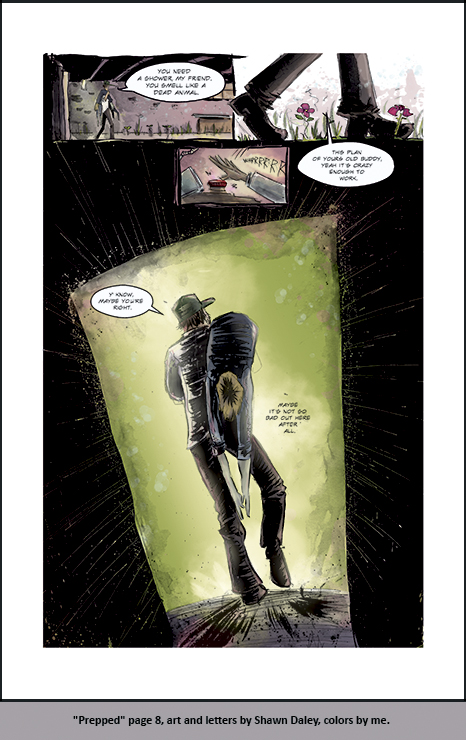 YOU NEED
A SHOWER, MY FRIEND.
YOU SMELL LIKE A
DEAD ANIMAL.
WHRRRRRR
THIS PLAN
OF YOURS OLD BUDDY,
YEAH IT'S CRAZY
ENOUGH TO
WORK.
Y'KNOW,
MAYBE YOU'RE
RIGHT.
MAYBE
IT'S NOT SO
BAD OUT HERE
AFTER
ALL.
"Prepped" page 8, art and letters by Shawn Daley, colors by me.